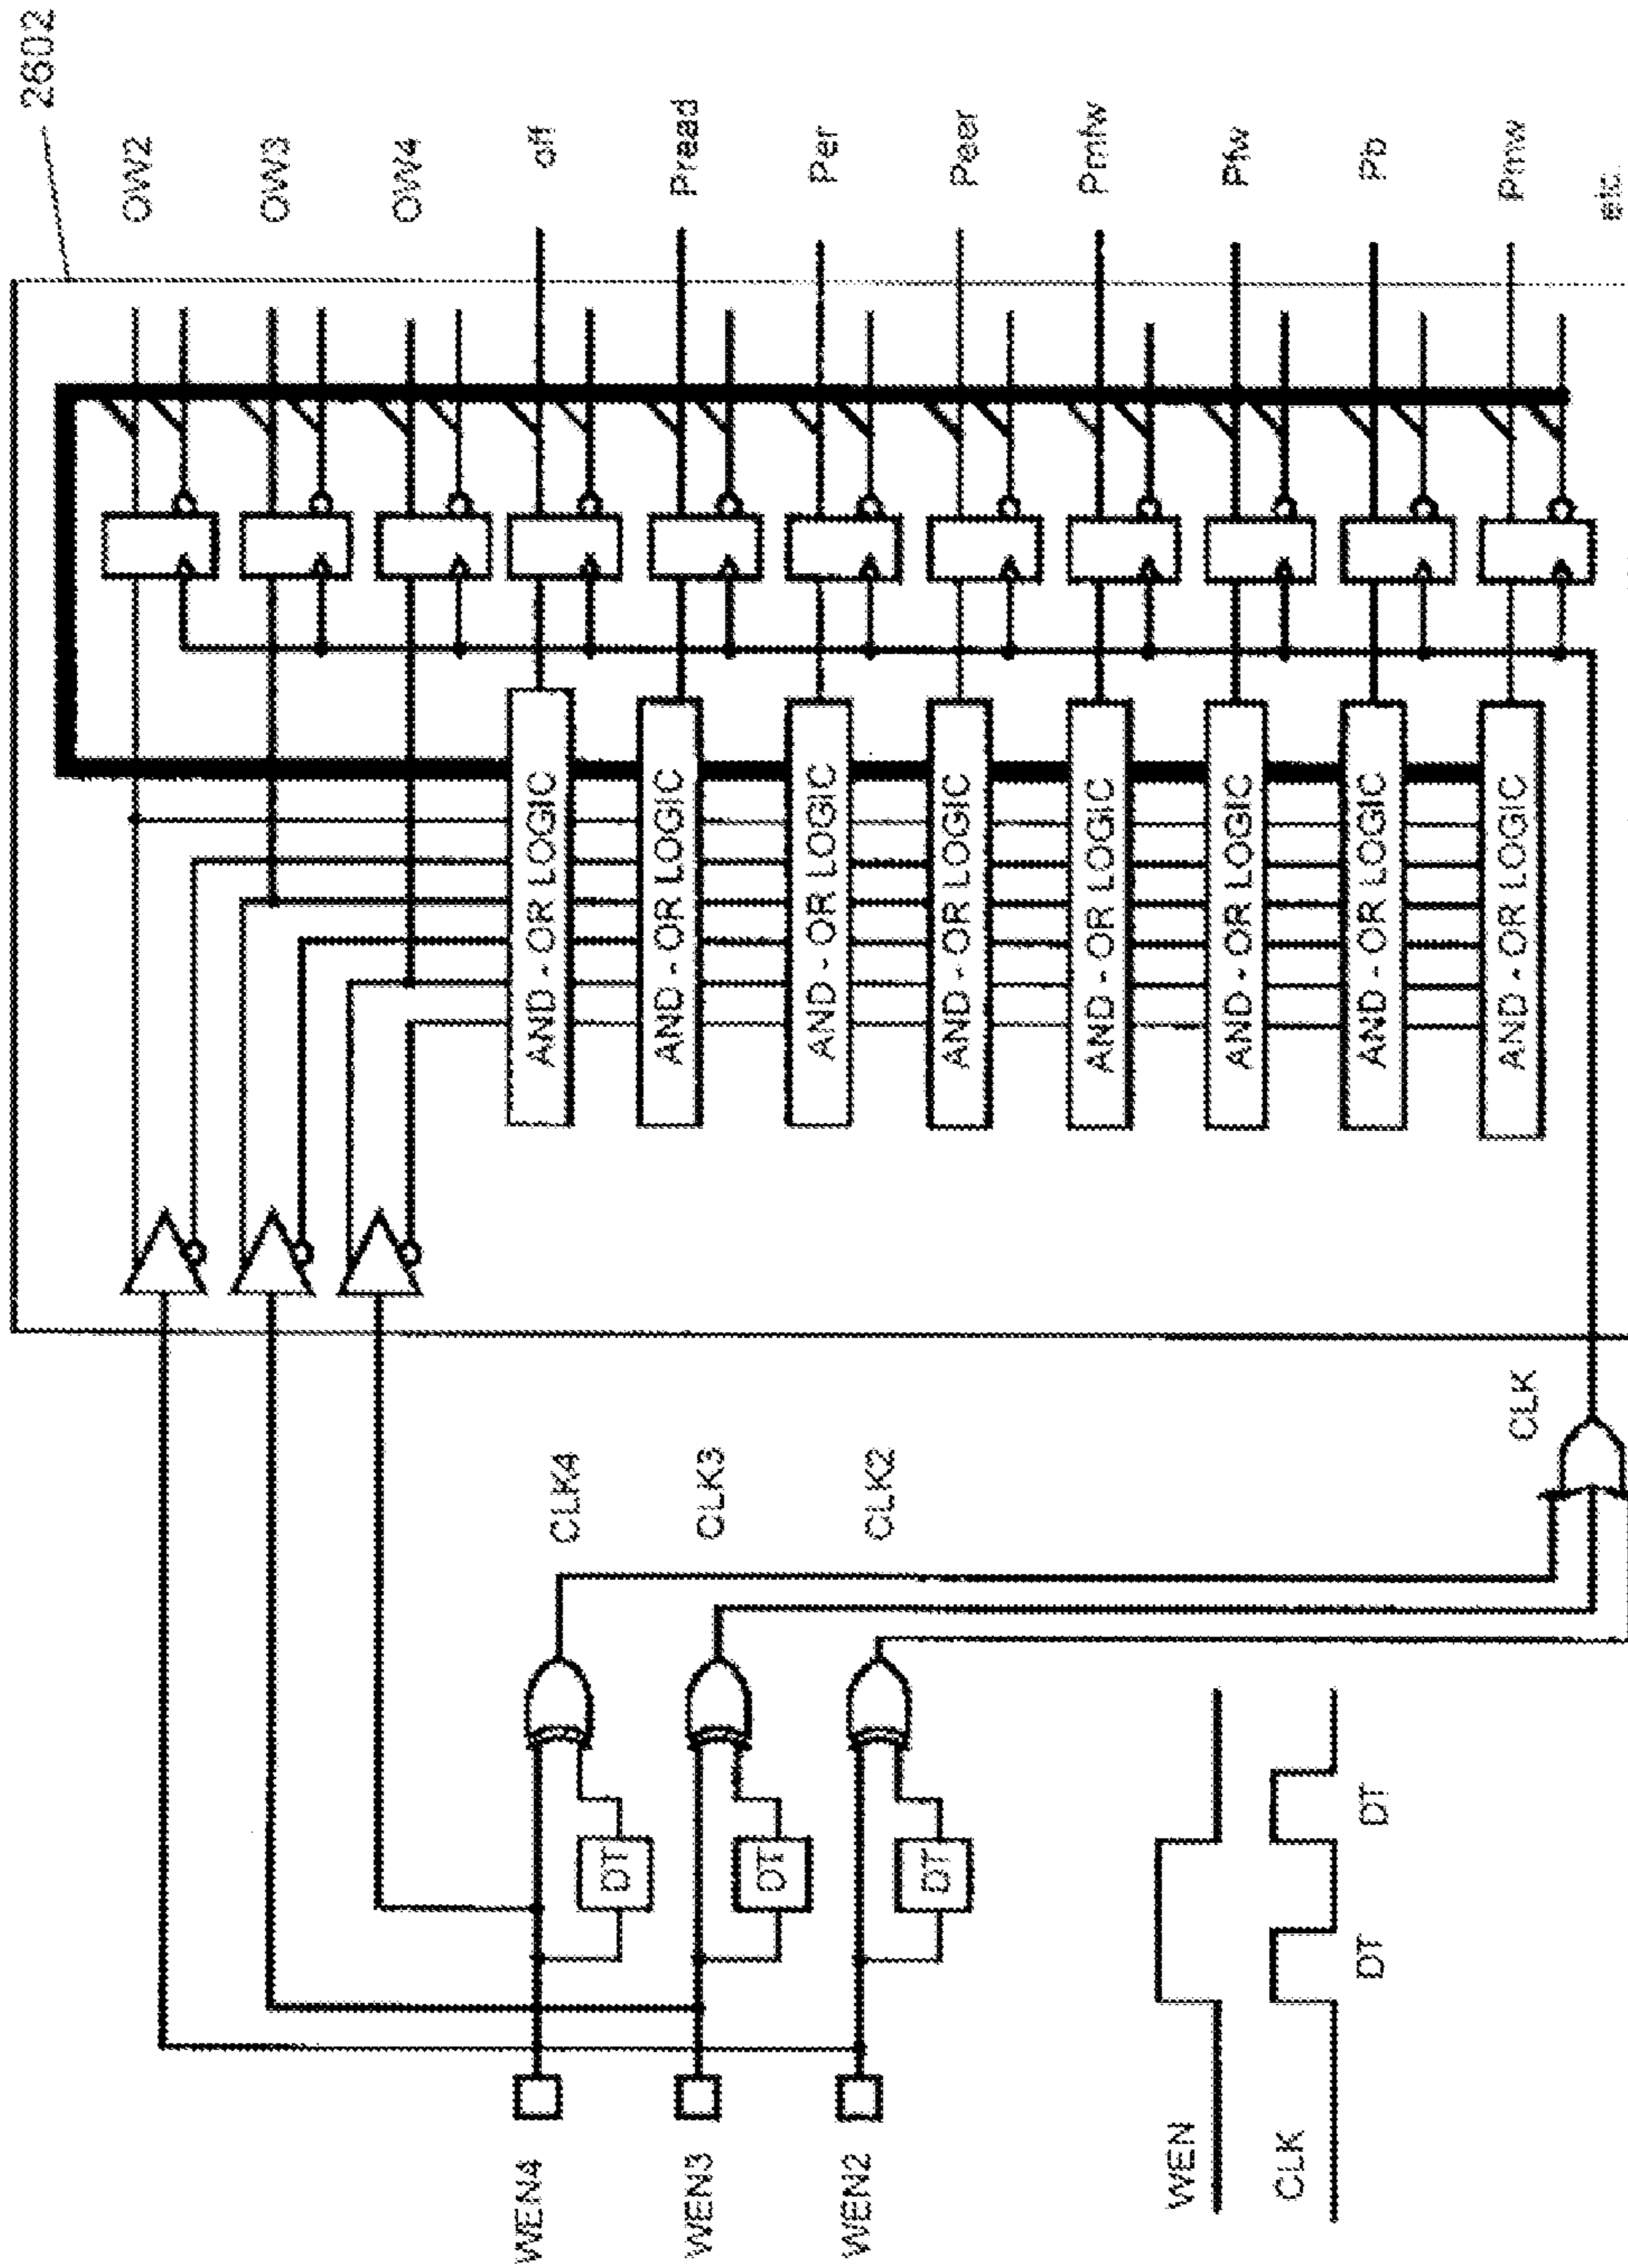 2602
OW2
OW3
OW4
off
Pread
Per
Peer
Pmfw
Pfw
Pb
Pmw
etc.
AND - OR LOGIC
AND - OR LOGIC
AND - OR LOGIC
AND - OR LOGIC
AND - OR LOGIC
AND - OR LOGIC
AND - OR LOGIC
AND - OR LOGIC
CLK
CLK4
CLK3
CLK2
DT
DT
DT
WEN4
WEN3
WEN2
WEN
CLK
DT
DT